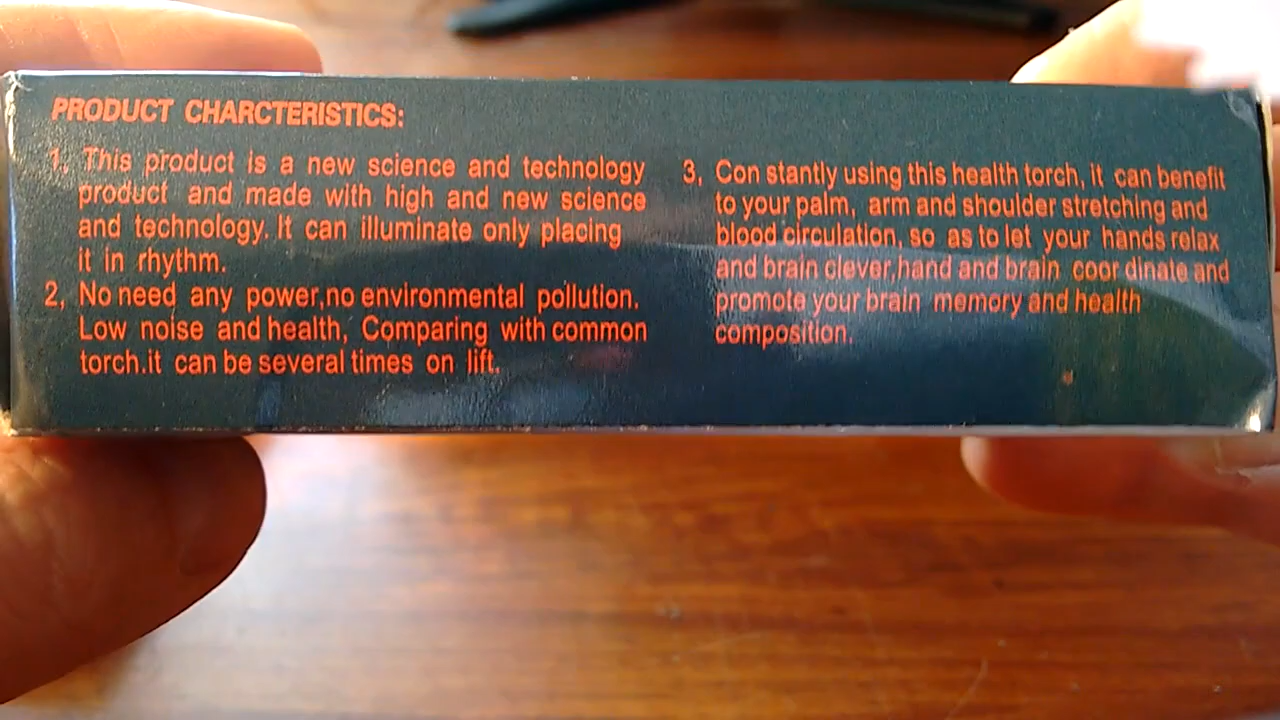 PRODUCT CHARCTERISTICS:
1, This product is a new science and technology
product and made with high and new science
and technology. It can illuminate only placing
it in rhythm.
2, No need any power,no environmental pollution.
Low noise and health, Comparing with common
torch.it can be several times on lift.
3, Con stantly using this health torch, it can benefit
to your palm, arm and shoulder stretching and
blood circulation, so as to let your hands relax
and brain clever,hand and brain coor dinate and
promote your brain memory and health
composition.